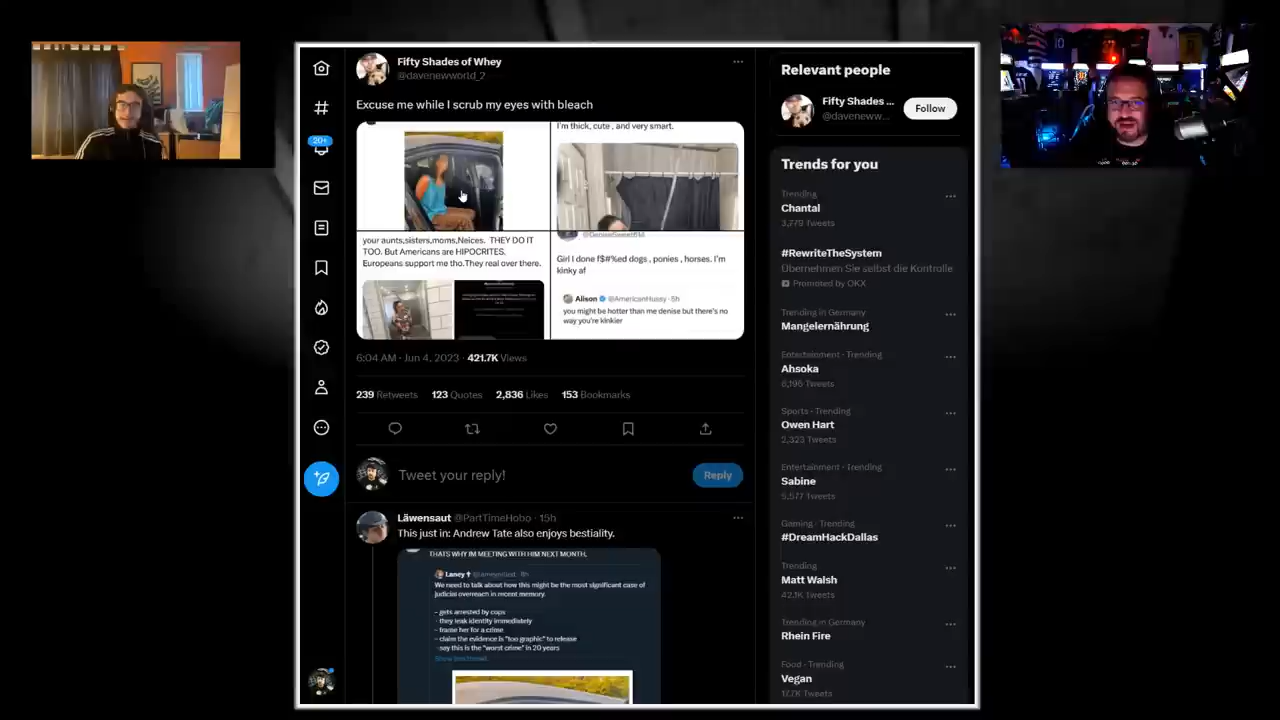 Fifty Shades of Whey
@davenewworld_2
Excuse me while I scrub my eyes with bleach
I'm thick, cute , and very smart.
your aunts,sisters,moms,Neices. THEY DO IT
TOO. But Americans are HIPOCRITES.
Europeans support me tho.They real over there.
Girl I done f$#%ed dogs , ponies , horses. I'm
kinky af
Alison @AmericanHussy · 5h
you might be hotter than me denise but there's no
way you're kinkier
6:04 AM · Jun 4, 2023 · 421.7K Views
239 Retweets 123 Quotes 2,836 Likes 153 Bookmarks
Tweet your reply!
Reply
Läwensaut @PartTimeHobo · 15h
This just in: Andrew Tate also enjoys bestiality.
THATS WHY IM MEETING WITH HIM NEXT MONTH.
We need to talk about how this might be the most significant case of
judicial overreach in recent memory.
- gets arrested by cops
- they leak identity immediately
- frame her for a crime
- claim the evidence is "too graphic" to release
- say this is the "worst crime" in 20 years
20+
Relevant people
Fifty Shades ...
@daveneww...
Follow
Trends for you
Trending
Chantal
3,779 Tweets
#RewriteTheSystem
Übernehmen Sie selbst die Kontrolle
Promoted by OKX
Trending in Germany
Mangelernährung
Entertainment · Trending
Ahsoka
6,195 Tweets
Sports · Trending
Owen Hart
2,323 Tweets
Entertainment · Trending
Sabine
5,577 Tweets
Gaming · Trending
#DreamHackDallas
Trending
Matt Walsh
42.1K Tweets
Trending in Germany
Rhein Fire
Food · Trending
Vegan
17.7K Tweets